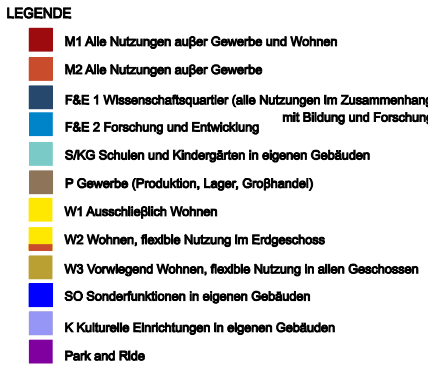 LEGENDE
M1 Alle Nutzungen außer Gewerbe und Wohnen
M2 Alle Nutzungen außer Gewerbe
F&E 1 Wissenschaftsquartier (alle Nutzungen im Zusammenhang
mit Bildung und Forschung
F&E 2 Forschung und Entwicklung
S/KG Schulen und Kindergärten in eigenen Gebäuden
P Gewerbe (Produktion, Lager, Großhandel)
W1 Ausschließlich Wohnen
W2 Wohnen, flexible Nutzung im Erdgeschoss
W3 Vorwiegend Wohnen, flexible Nutzung in allen Geschossen
SO Sonderfunktionen in eigenen Gebäuden
K Kulturelle Einrichtungen in eigenen Gebäuden
Park and Ride